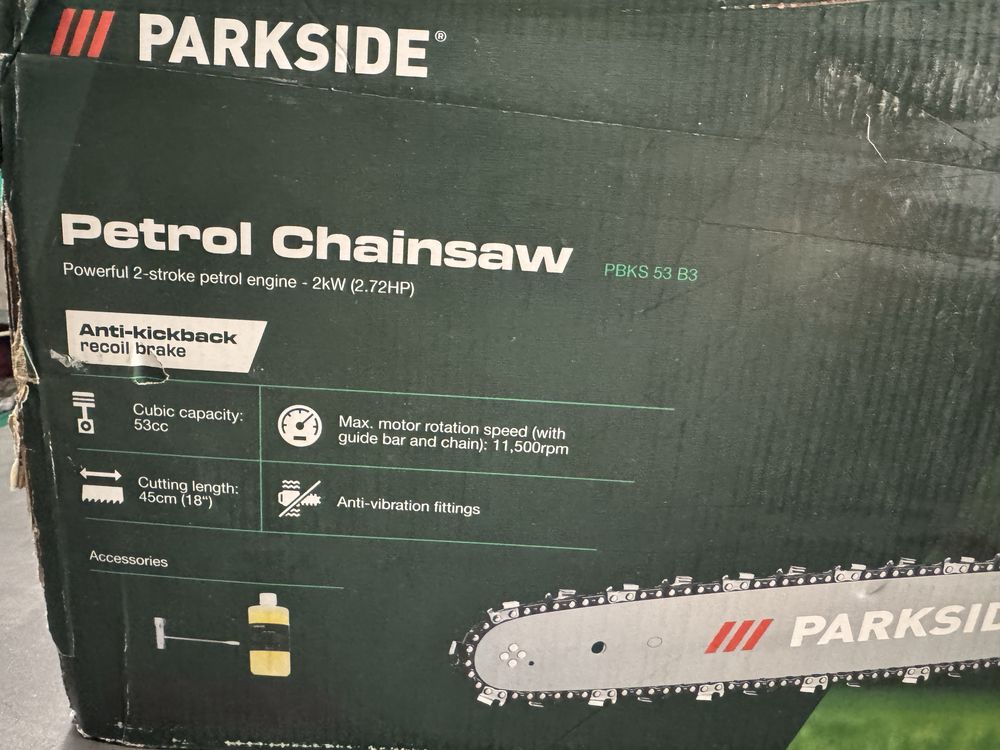 PARKSIDE®
Petrol Chainsaw PBKS 53 B3
Powerful 2-stroke petrol engine - 2kW (2.72HP)
Anti-kickback
recoil brake
Cubic capacity:
53cc
Max. motor rotation speed (with
guide bar and chain): 11,500rpm
Cutting length:
45cm (18“)
Anti-vibration fittings
Accessories
PARKSIL